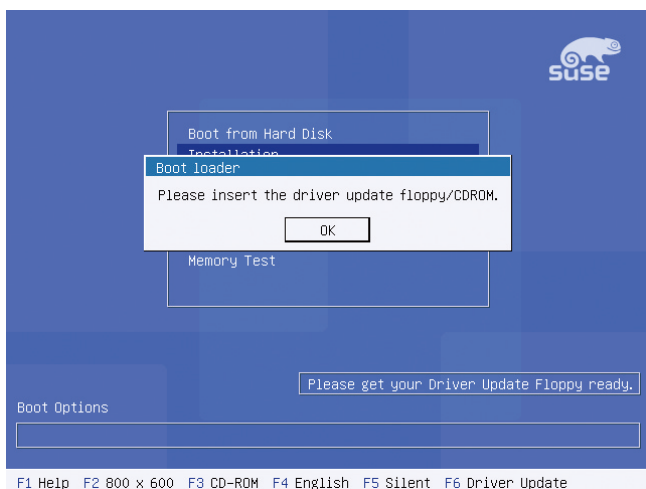 SUSE
Boot from Hard Disk
Installation
Boot loader
Please insert the driver update floppy/CDROM.
OK
Memory Test
Please get your Driver Update Floppy ready.
Boot Options
F1 Help F2 800 x 600 F3 CD-ROM F4 English F5 Silent F6 Driver Update